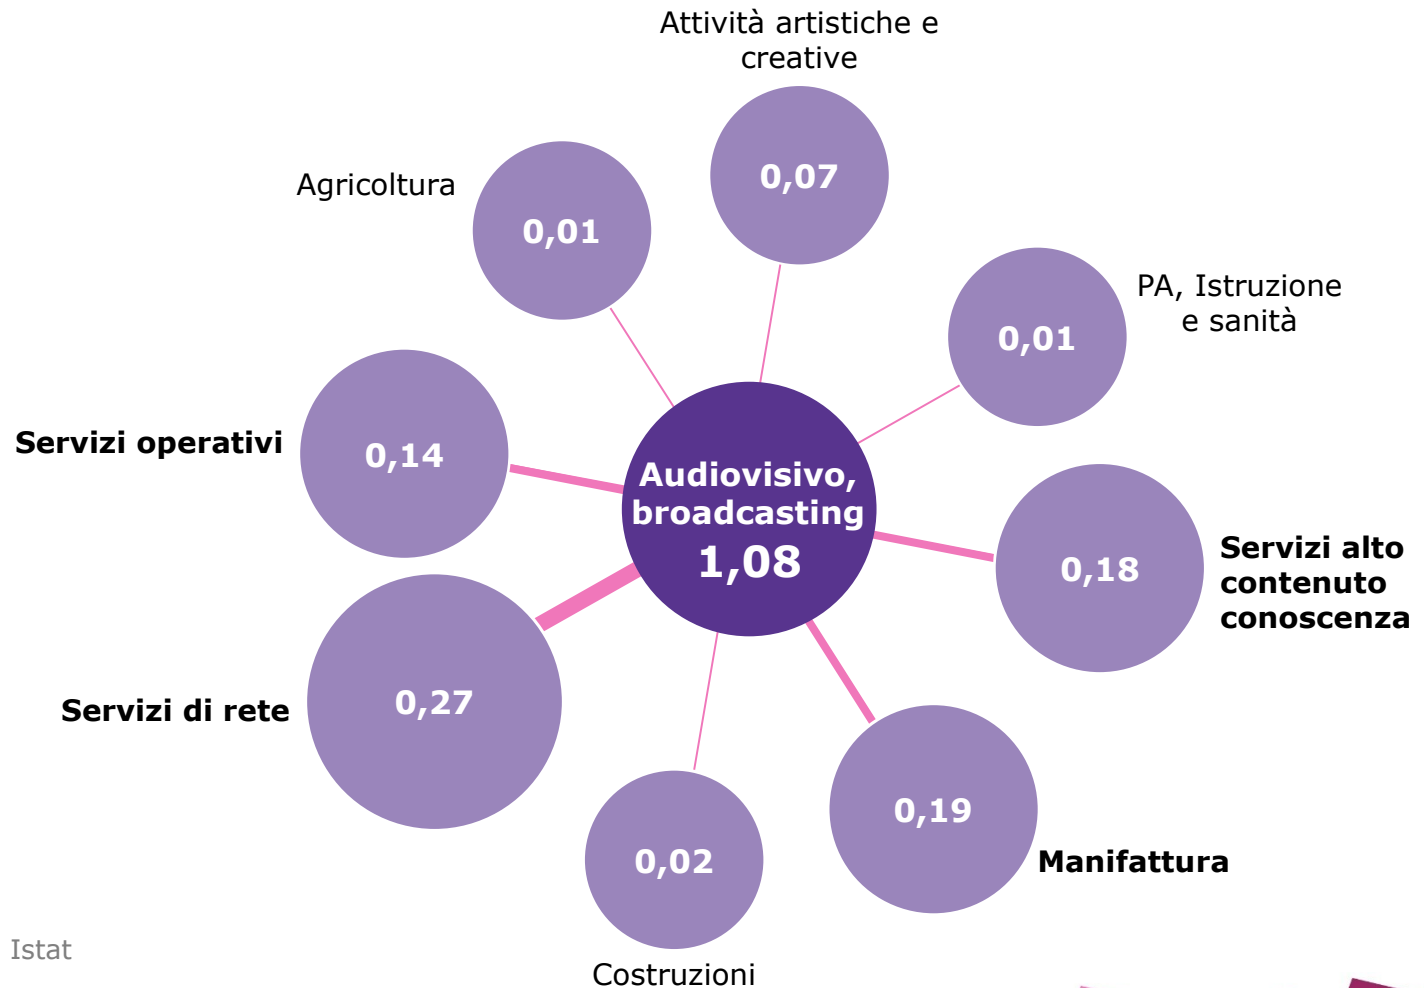 Attività artistiche e
creative
0,07
Agricoltura
0,01
PA, Istruzione
e sanità
0,01
Servizi operativi
0,14
Audiovisivo,
broadcasting
1,08
Servizi alto
contenuto
conoscenza
0,18
Servizi di rete
0,27
0,19
Manifattura
0,02
Costruzioni
Istat